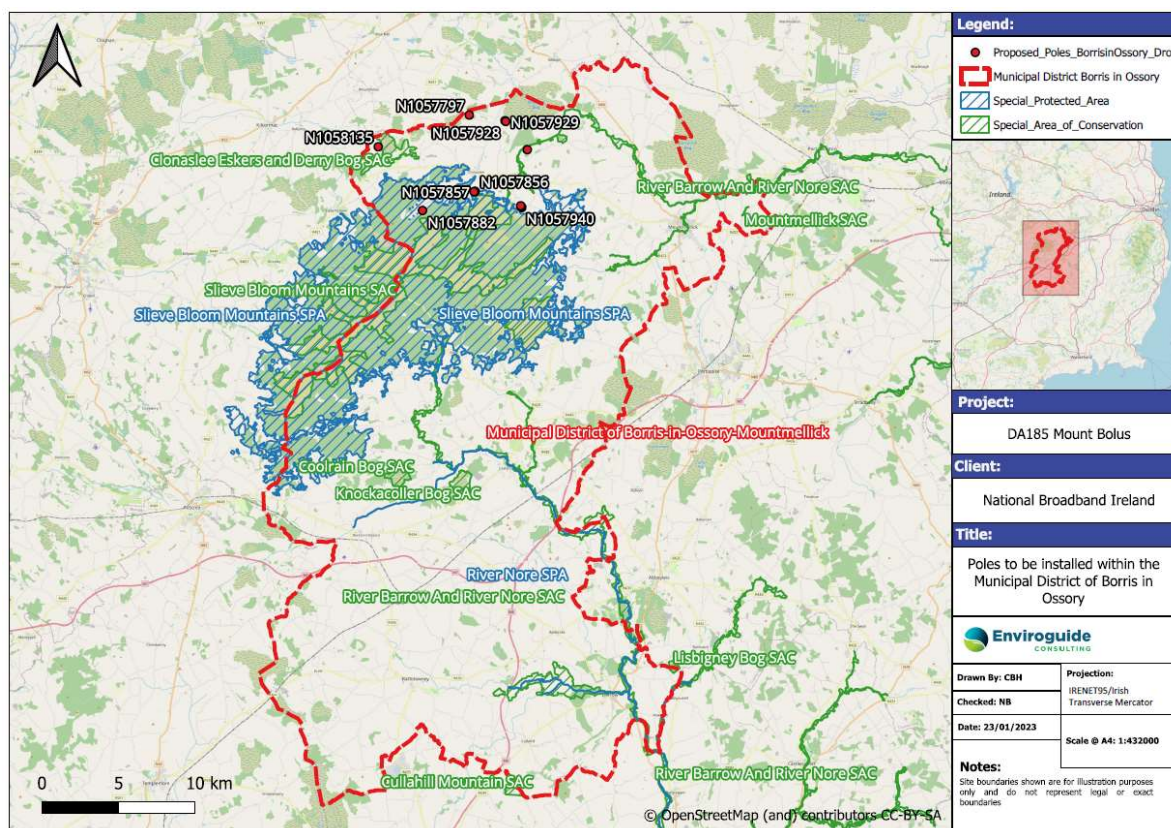 N1057797
N1057928
N1057929
N1058135
Clonaslee Eskers and Derry Bog SAC
N1057857
N1057856
N1057882
N1057940
River Barrow And River Nore SAC
Mountmellick SAC
Slieve Bloom Mountains SAC
Slieve Bloom Mountains SPA
Slieve Bloom Mountains SPA
Municipal District of Borris-in-Ossory-Mountmellick
Coolrain Bog SAC
Knockacoller Bog SAC
River Nore SPA
River Barrow And River Nore SAC
Lisbigney Bog SAC
Cullahill Mountain SAC
River Barrow And River Nore SAC
0 5 10 km
© OpenStreetMap (and) contributors CC-BY-SA
Legend:
Proposed_Poles_BorrisinOssory_Dro
Municipal District Borris in Ossory
Special_Protected_Area
Special_Area_of_Conservation
Project:
DA185 Mount Bolus
Client:
National Broadband Ireland
Title:
Poles to be installed within the
Municipal District of Borris in
Ossory
Enviroguide
CONSULTING
Drawn By: CBH
Checked: NB
Date: 23/01/2023
Projection:
IRENET95/Irish
Transverse Mercator
Scale @ A4: 1:432000
Notes:
Site boundaries shown are for illustration purposes
only and do not represent legal or exact
boundaries